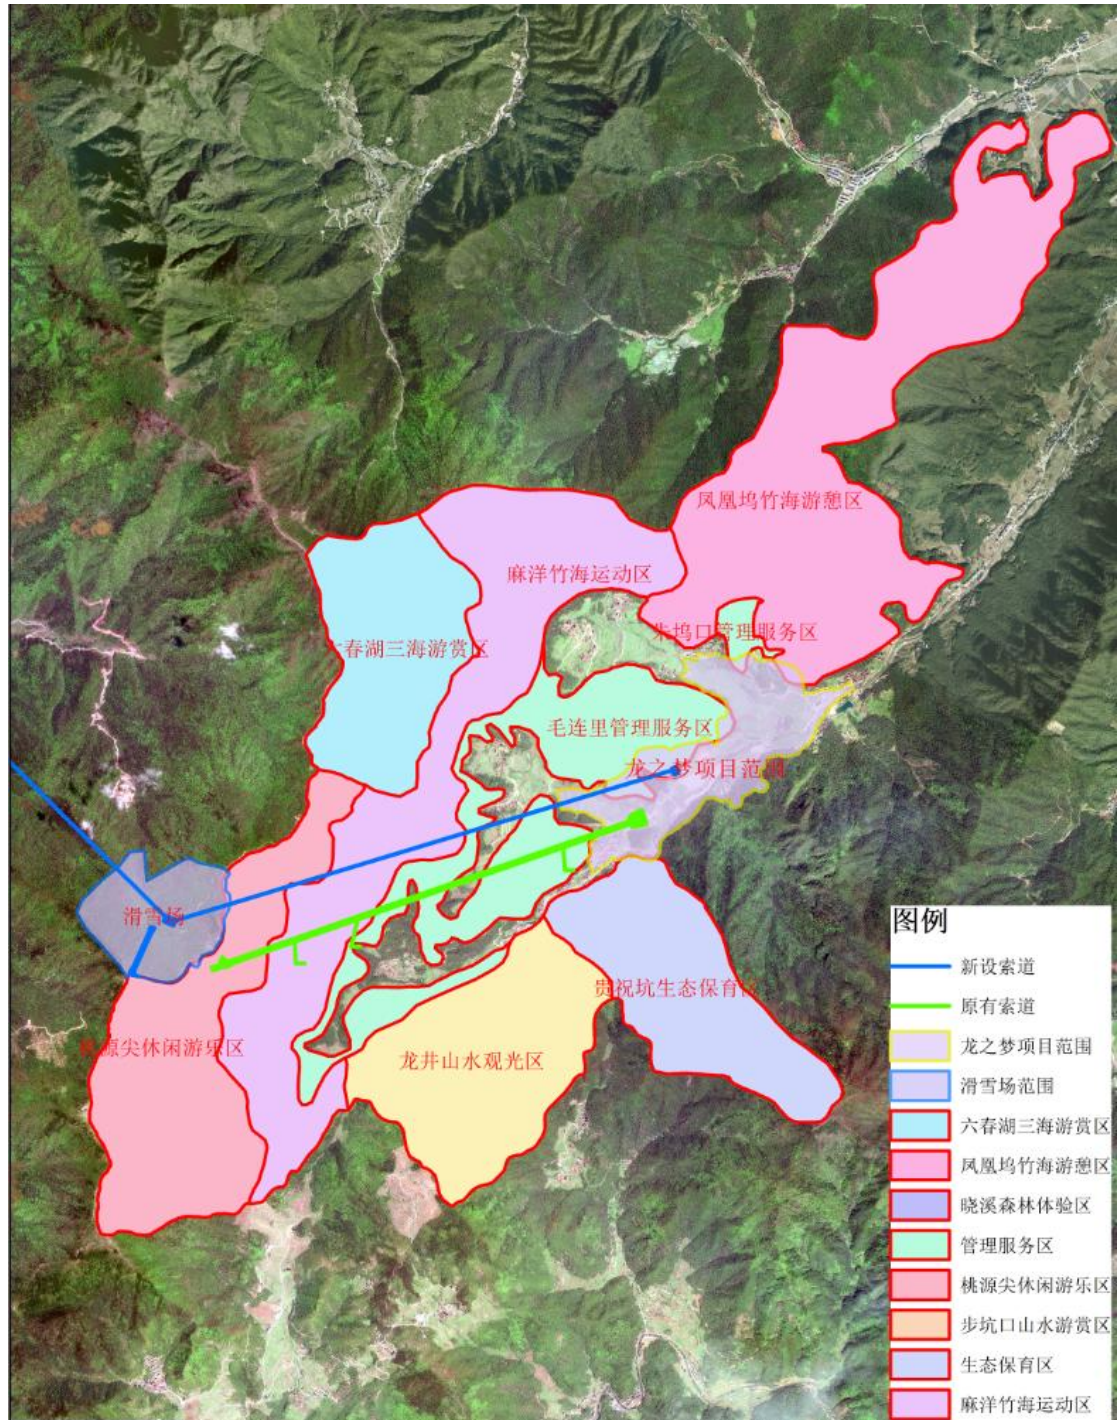 凤凰坞竹海游憩区
麻洋竹海运动区
朱坞口管理服务区
六春湖三海游赏区
毛连里管理服务区
龙之梦项目范围
滑雪场
贵祝坑生态保育区
桃源尖休闲游乐区
龙井山水观光区
图例
新设索道
原有索道
龙之梦项目范围
滑雪场范围
六春湖三海游赏区
凤凰坞竹海游憩区
晓溪森林体验区
管理服务区
桃源尖休闲游乐区
步坑口山水游赏区
生态保育区
麻洋竹海运动区